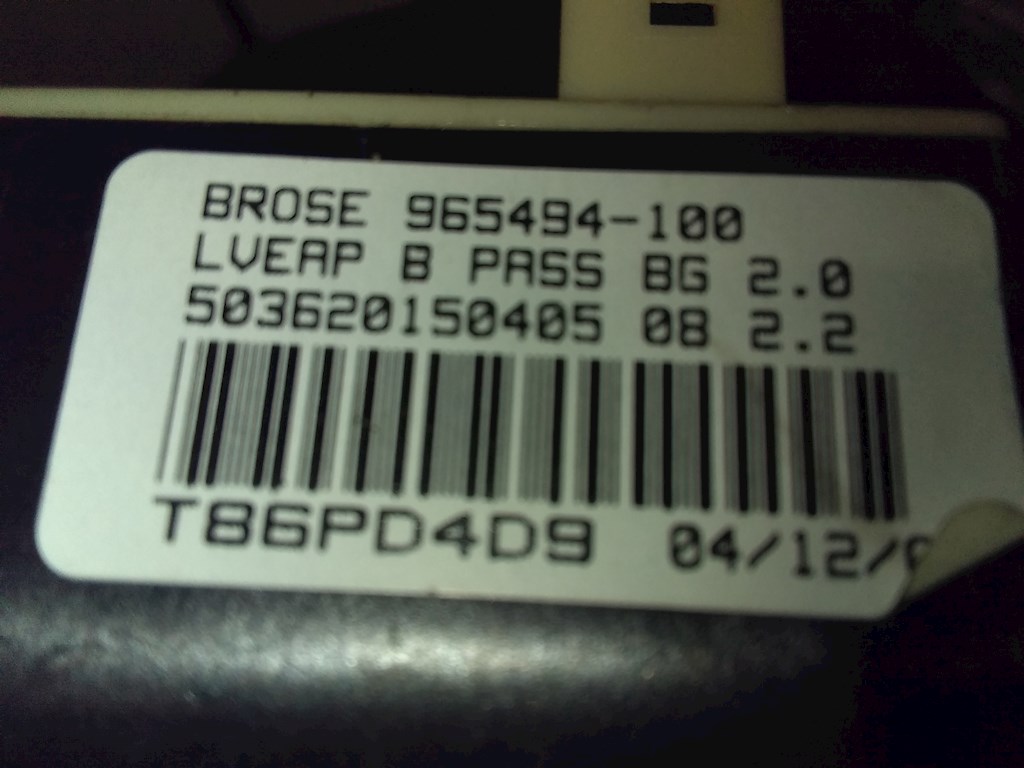 BROSE 965494-100
LVEAP B PASS BG 2.0
503620150405 08 2.2
T86PD4D9 04/12/